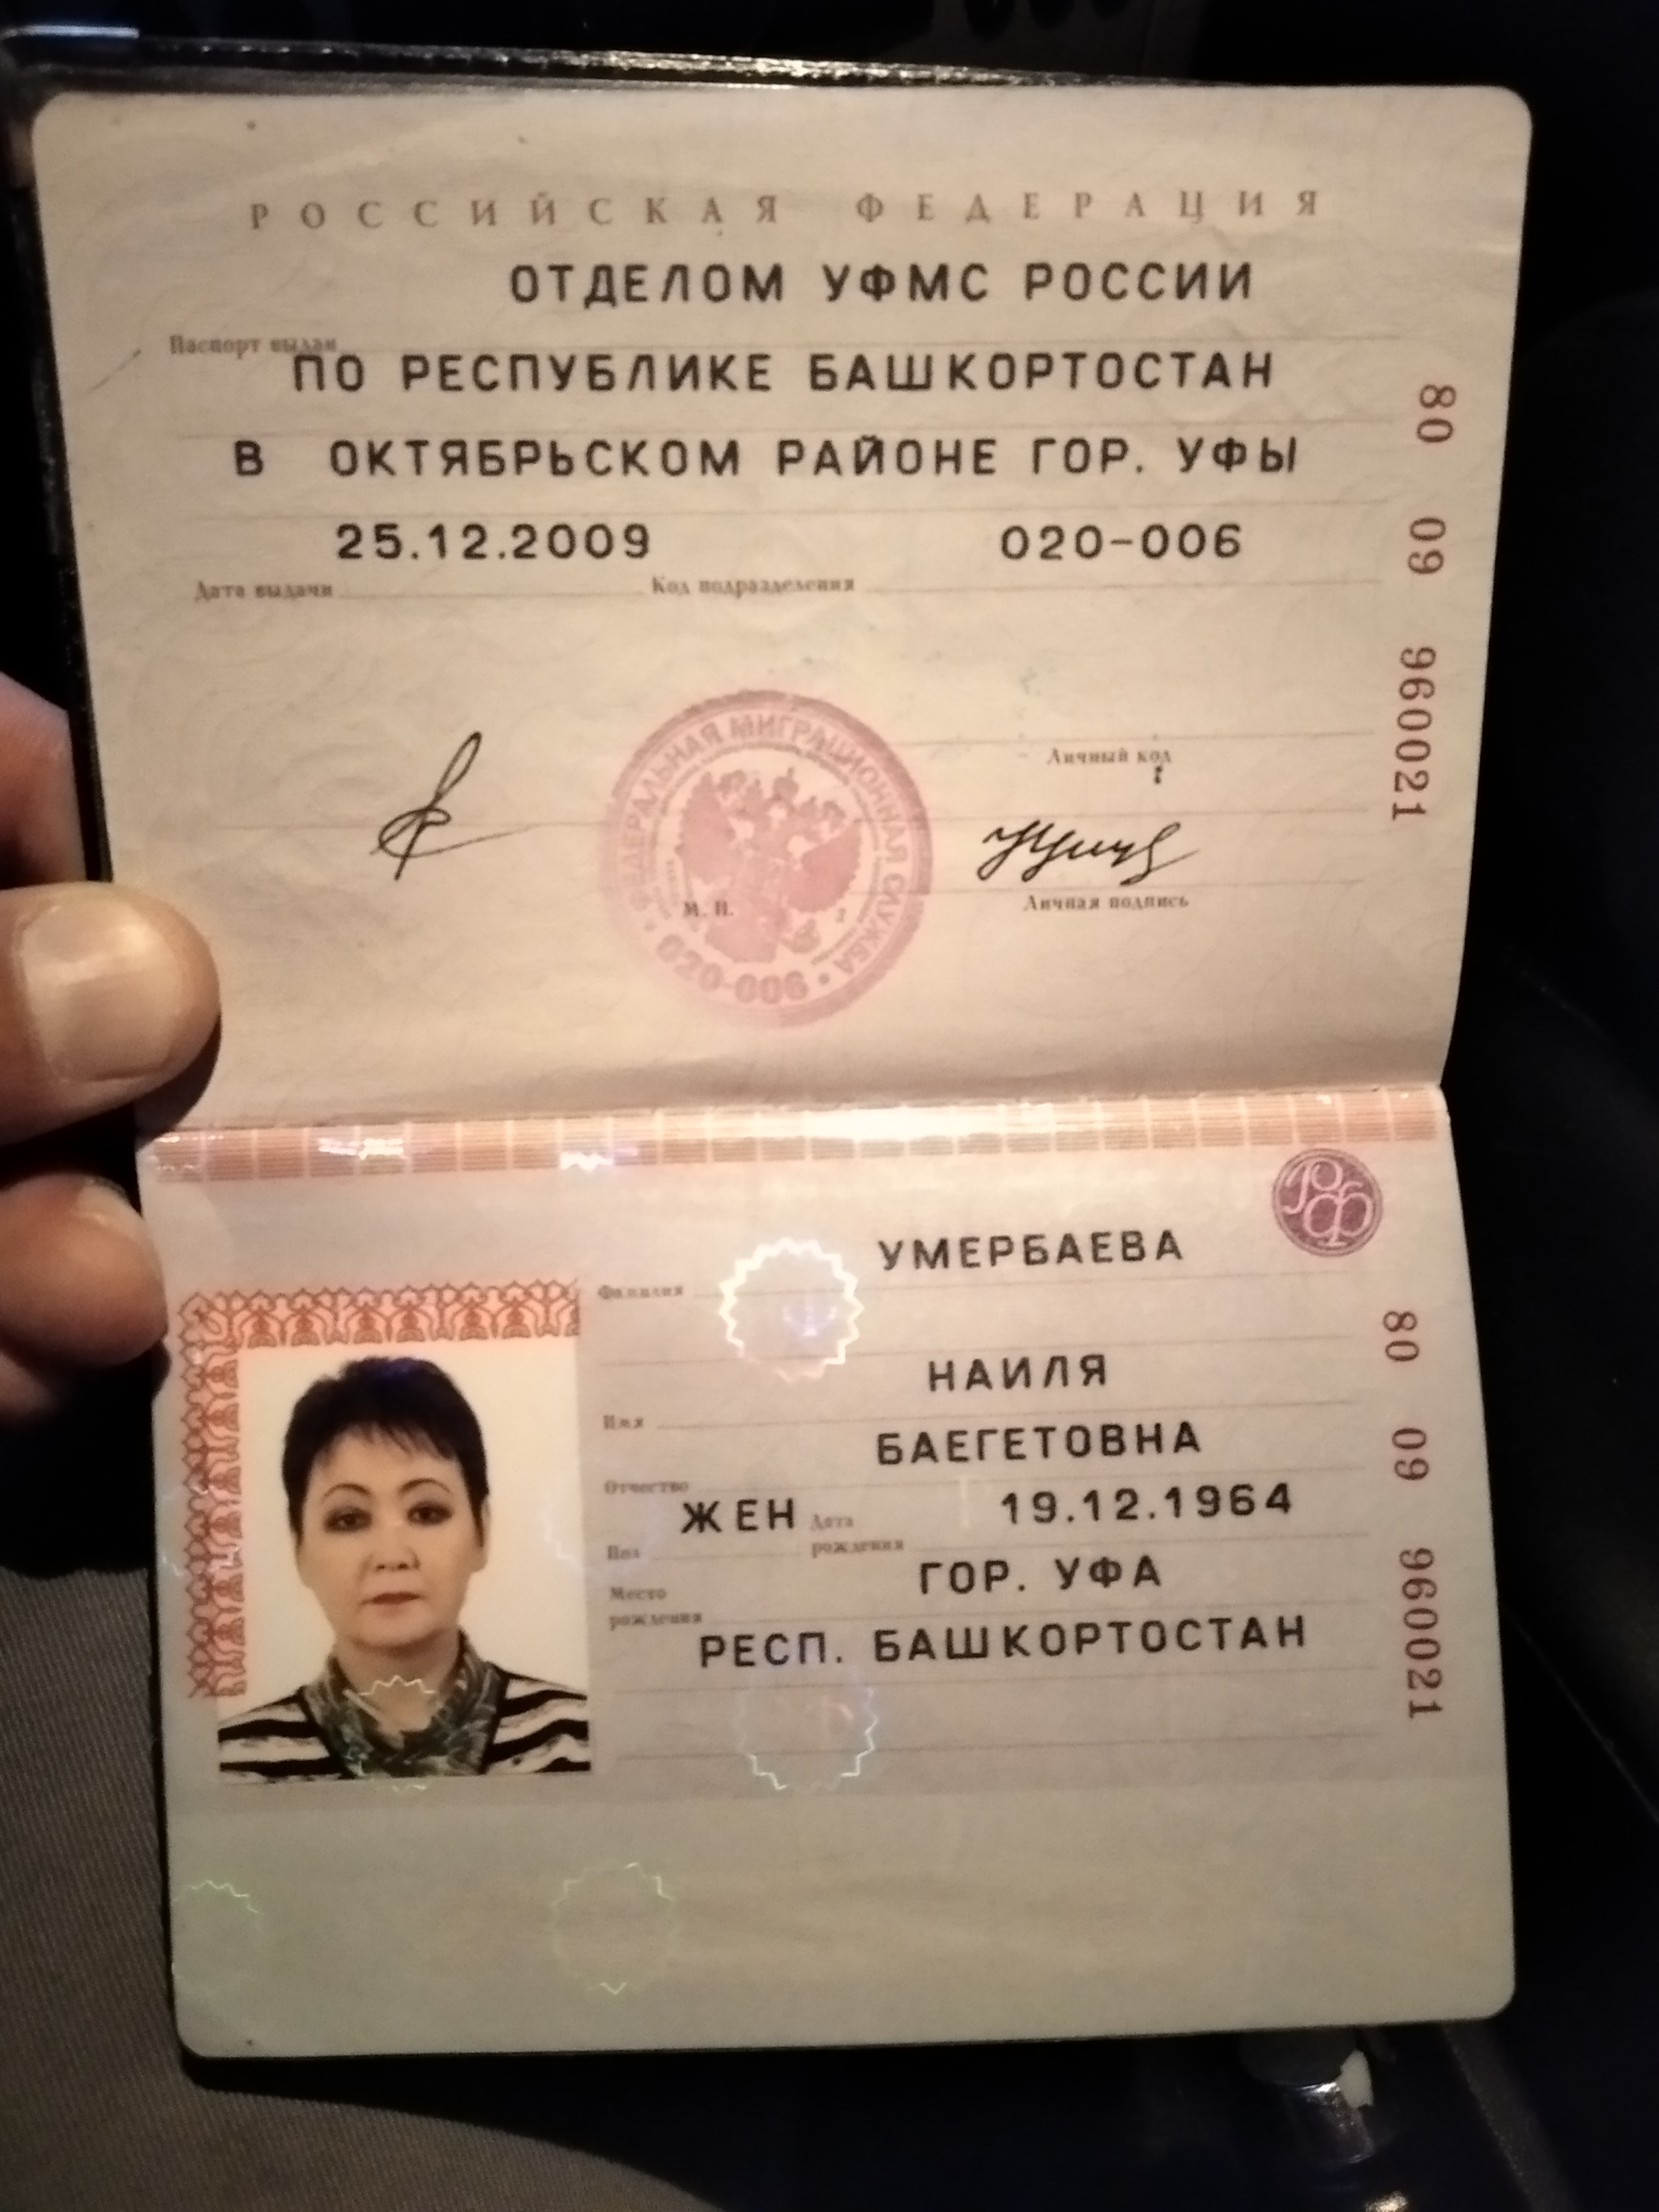 РОССИЙСКАЯ ФЕДЕРАЦИЯ
ОТДЕЛОМ УФМС РОССИИ
Паспорт выдан
ПО РЕСПУБЛИКЕ БАШКОРТОСТАН
В ОКТЯБРЬСКОМ РАЙОНЕ ГОР. УФЫ
25.12.2009 020-006
Дата выдачи Код подразделения
80 09 960021
Личный код
ФЕДЕРАЛЬНАЯ МИГРАЦИОННАЯ СЛУЖБА
М. П.
020-006
Личная подпись
РФ
УМЕРБАЕВА
Фамилия
НАИЛЯ
Имя
БАЕГЕТОВНА
Отчество
ЖЕН 19.12.1964
Пол Дата рождения
ГОР. УФА
Место рождения
РЕСП. БАШКОРТОСТАН
80 09 960021